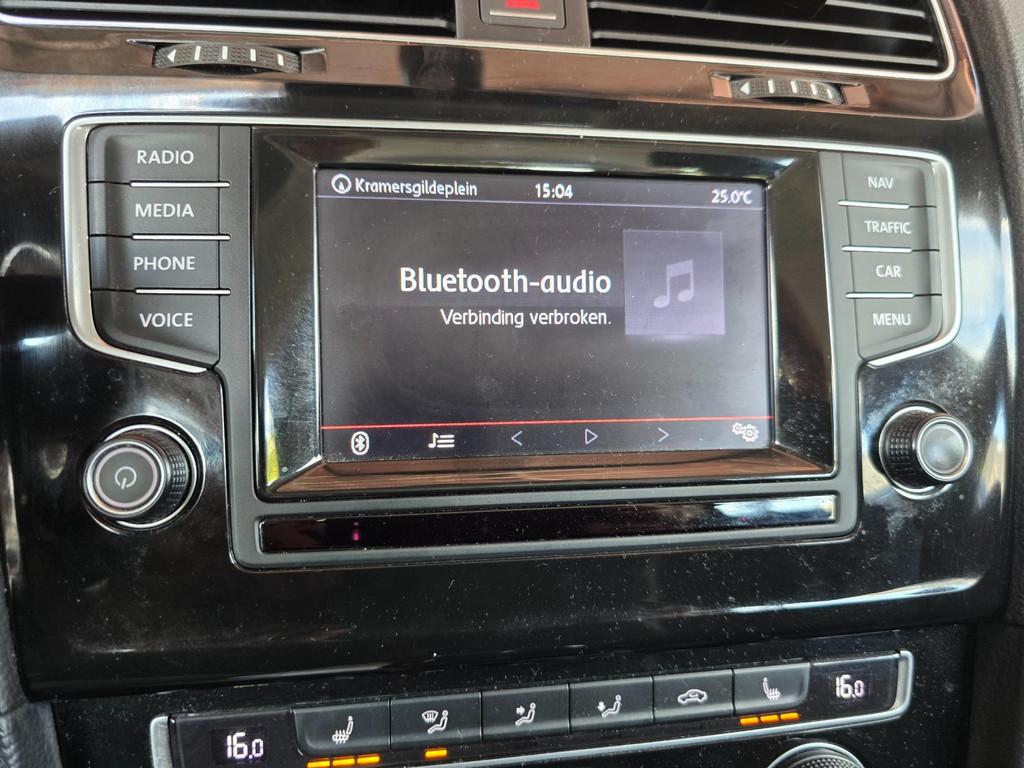 RADIO
MEDIA
PHONE
VOICE
Kramersgildeplein 15:04 25.0°C
Bluetooth-audio
Verbinding verbroken.
NAV
TRAFFIC
CAR
MENU
16.0
16.0